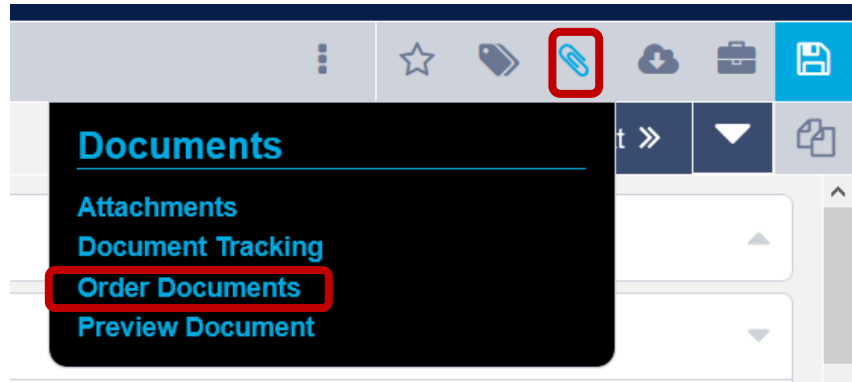 Documents
t »
Attachments
Document Tracking
Order Documents
Preview Document